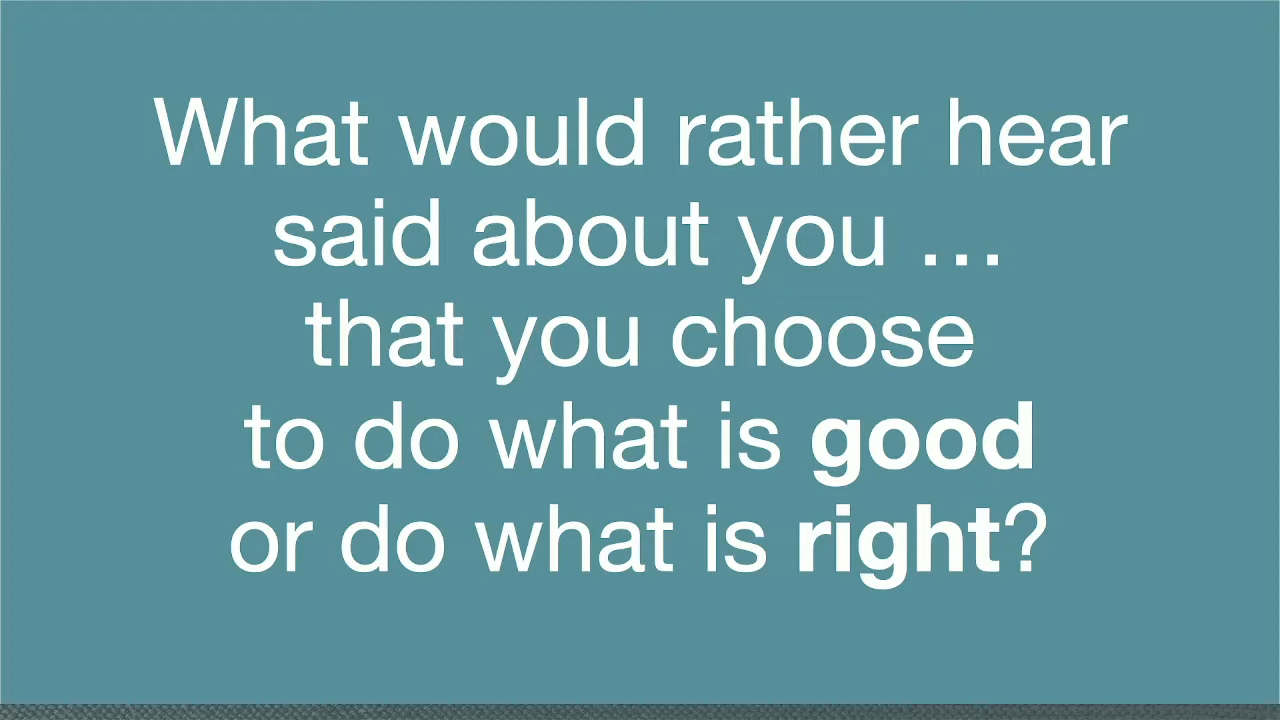 What would rather hear
said about you …
that you choose
to do what is good
or do what is right?